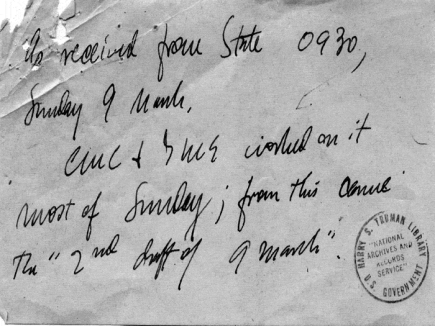 As received from State 0930,
Sunday 9 March.
CMC & GME worked on it
most of Sunday; from this came
the "2nd draft of 9 March".
HARRY S. TRUMAN LIBRARY
"NATIONAL
ARCHIVES AND
RECORDS
SERVICE"
U.S. GOVERNMENT